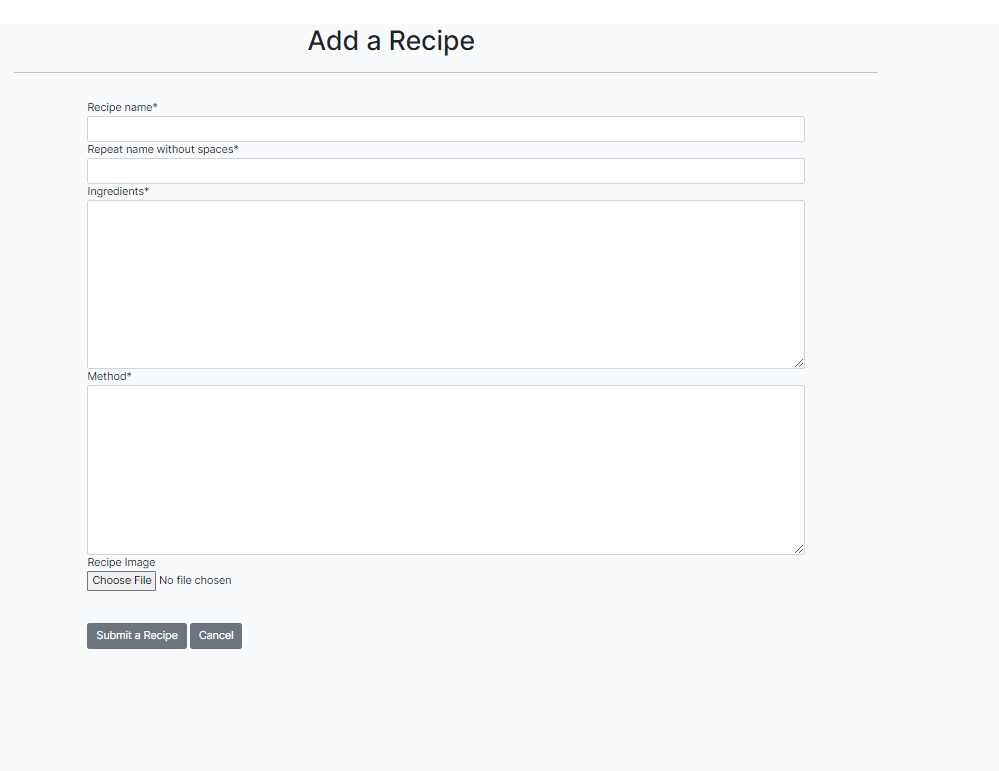 Add a Recipe
Recipe name*
Repeat name without spaces*
Ingredients*
Method*
Recipe Image
Choose File No file chosen
Submit a Recipe Cancel